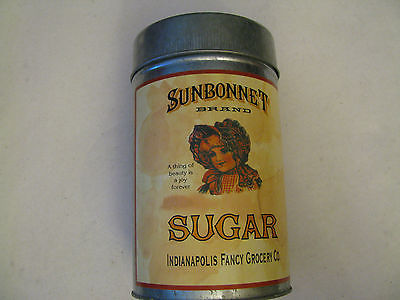 SUNBONNET
BRAND
A thing of
beauty is
a joy
forever
SUGAR
INDIANAPOLIS FANCY GROCERY CO.